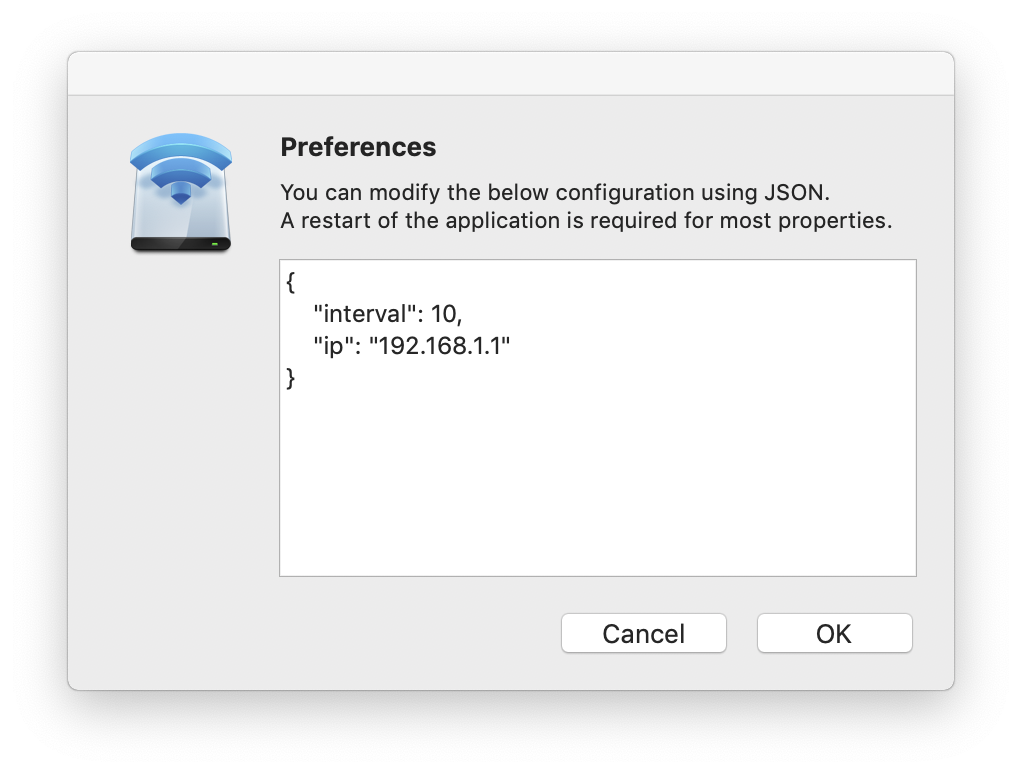 Preferences
You can modify the below configuration using JSON.
A restart of the application is required for most properties.
{
    "interval": 10,
    "ip": "192.168.1.1"
}
Cancel
OK